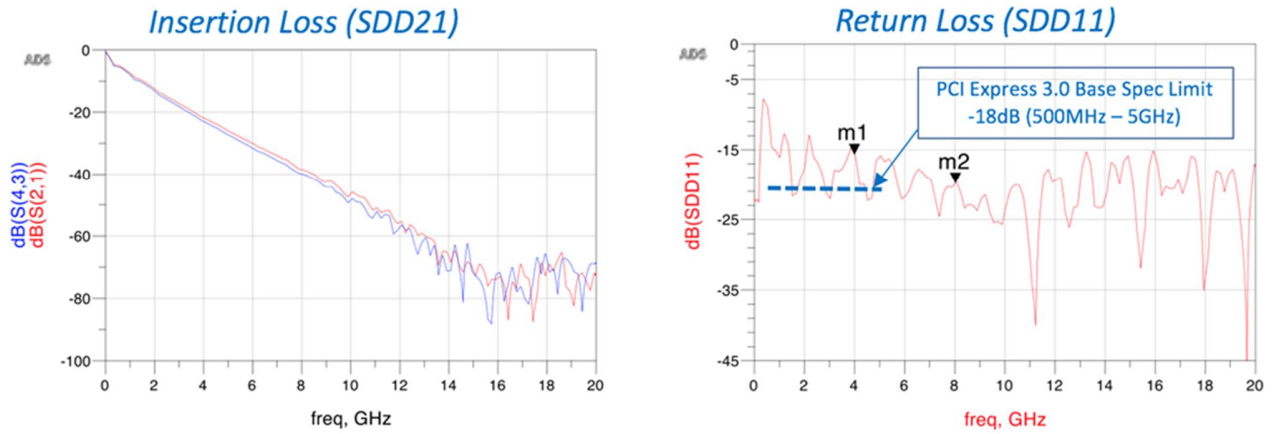 Insertion Loss (SDD21)
ADS
0
-20
-40
-60
-80
-100
dB(S(4,3))
dB(S(2,1))
0 2 4 6 8 10 12 14 16 18 20
freq, GHz
Return Loss (SDD11)
ADS
0
-5
-15
-25
-35
-45
dB(SDD11)
PCI Express 3.0 Base Spec Limit
-18dB (500MHz – 5GHz)
m1
m2
0 2 4 6 8 10 12 14 16 18 20
freq, GHz